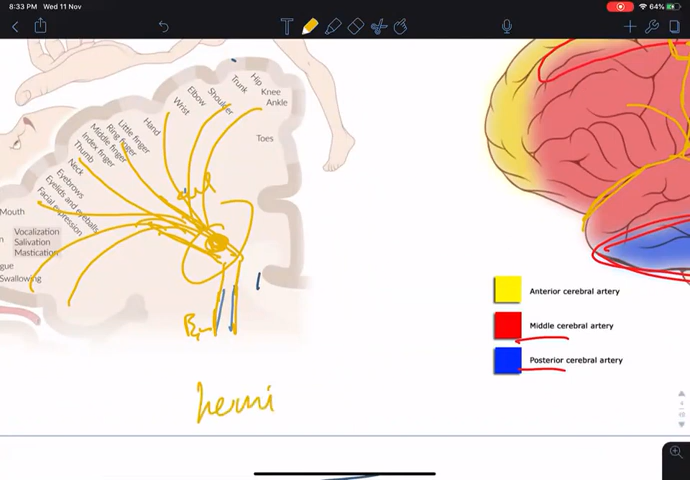 8:33 PM Wed 11 Nov
64%
Hip
Trunk
Knee
Shoulder
Ankle
Elbow
Wrist
Toes
Hand
Little finger
Ring finger
Middle finger
Index finger
Thumb
Neck
Eyebrows
Eyelids and eyeballs
Facial expression
Mouth
Vocalization
Salivation
Mastication
Swallowing
hemi
Anterior cerebral artery
Middle cerebral artery
Posterior cerebral artery